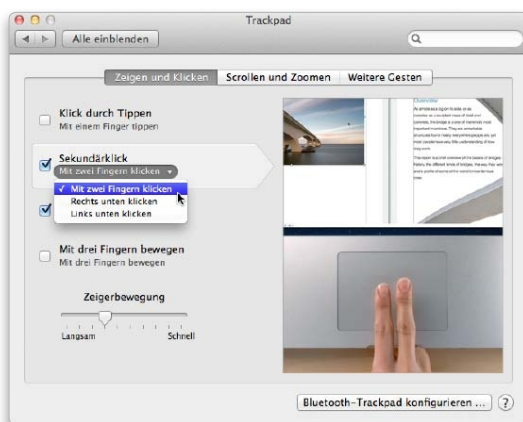 Trackpad
Alle einblenden
Zeigen und Klicken Scrollen und Zoomen Weitere Gesten
Klick durch Tippen
Mit einem Finger tippen
Sekundärklick
Mit zwei Fingern klicken
✓ Mit zwei Fingern klicken
Rechts unten klicken
Links unten klicken
Mit drei Fingern bewegen
Mit drei Fingern bewegen
Zeigerbewegung
Langsam Schnell
Bluetooth-Trackpad konfigurieren ... ?